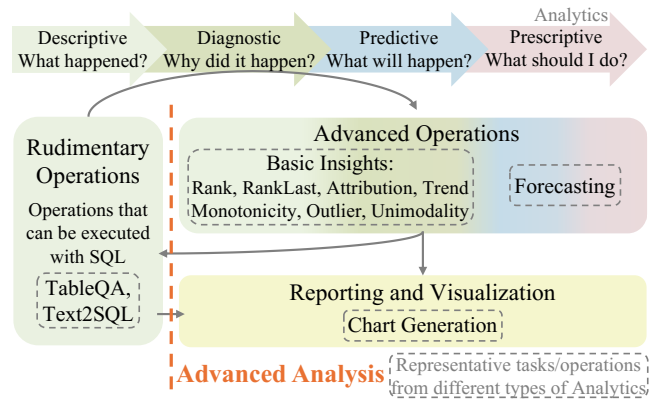 Analytics
Descriptive
What happened?
Diagnostic
Why did it happen?
Predictive
What will happen?
Prescriptive
What should I do?
Rudimentary
Operations
Operations that
can be executed
with SQL
TableQA,
Text2SQL
Advanced Operations
Basic Insights:
Rank, RankLast, Attribution, Trend
Monotonicity, Outlier, Unimodality
Forecasting
Reporting and Visualization
Chart Generation
Advanced Analysis
Representative tasks/operations
from different types of Analytics